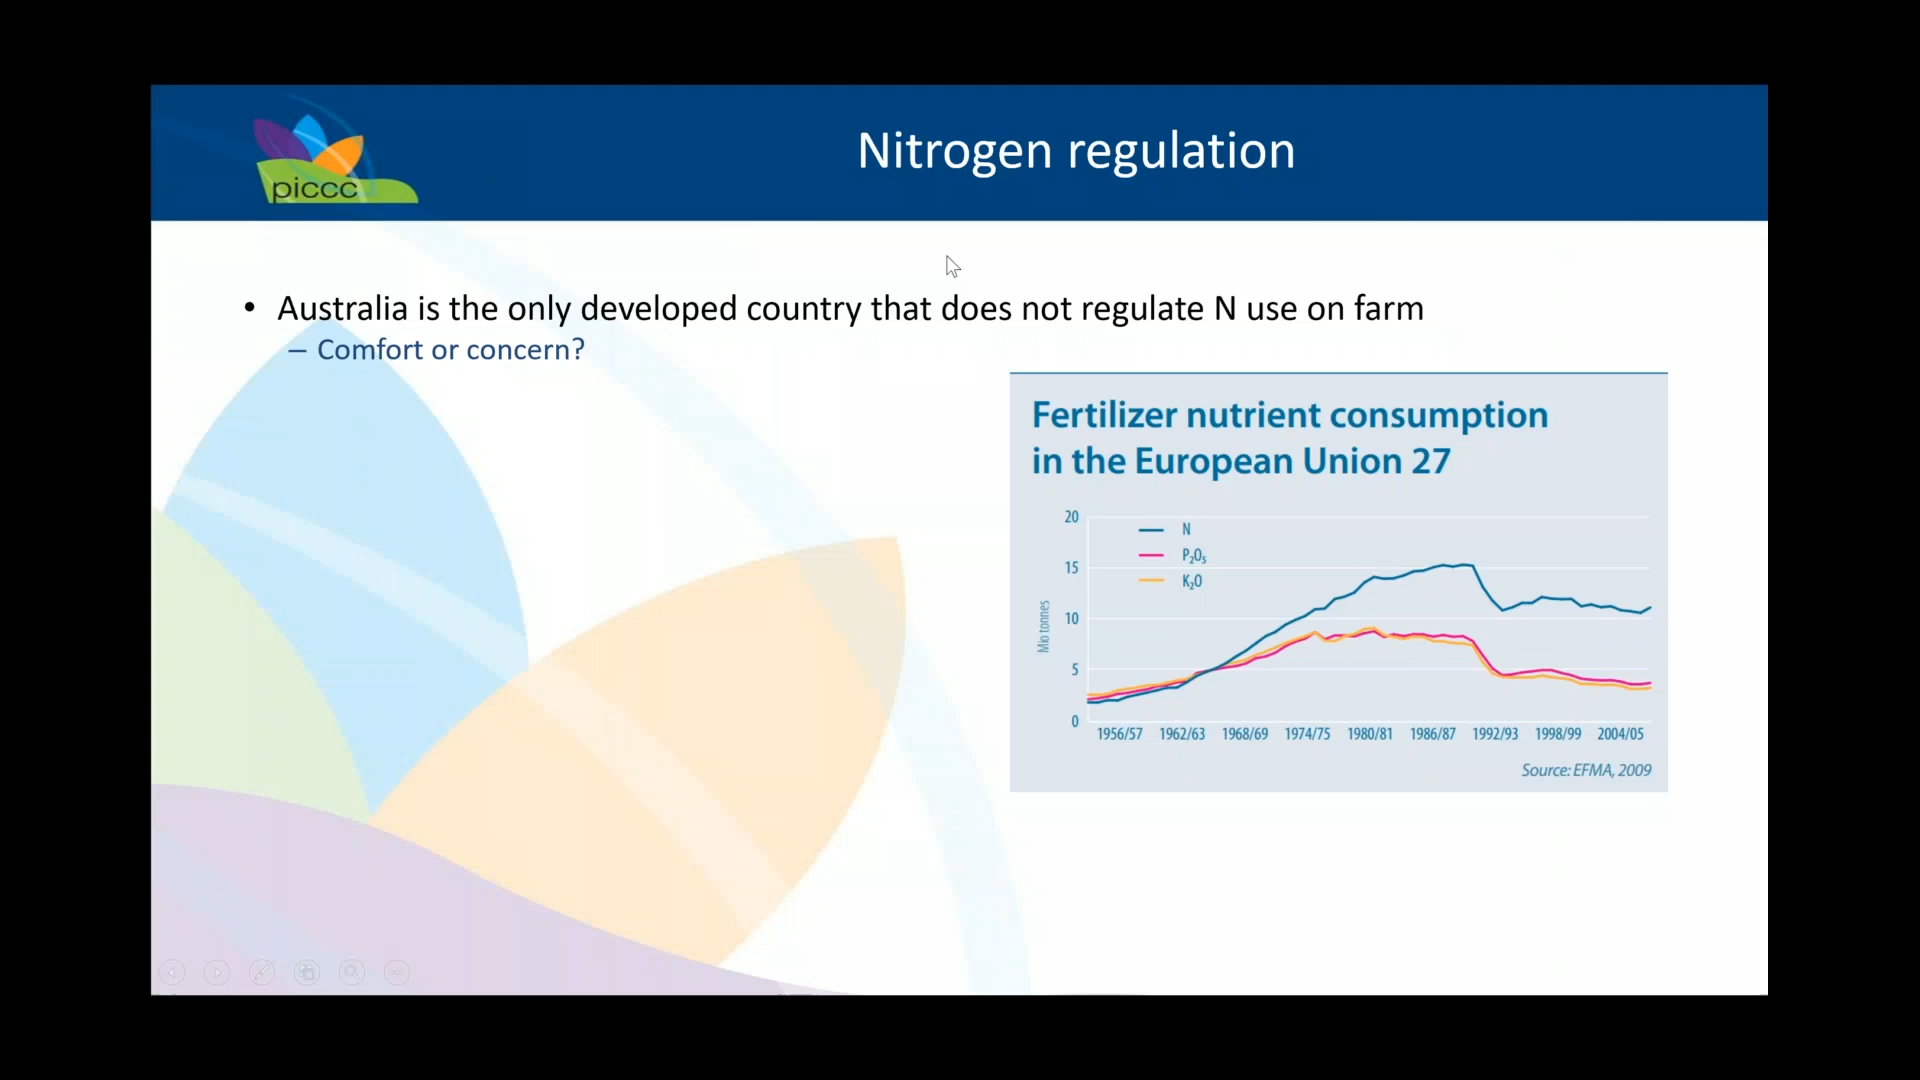 piccc
Nitrogen regulation
• Australia is the only developed country that does not regulate N use on farm
– Comfort or concern?
Fertilizer nutrient consumption
in the European Union 27
20
15
10
5
0
Mio tonnes
N
P₂O₅
K₂O
1956/57 1962/63 1968/69 1974/75 1980/81 1986/87 1992/93 1998/99 2004/05
Source: EFMA, 2009